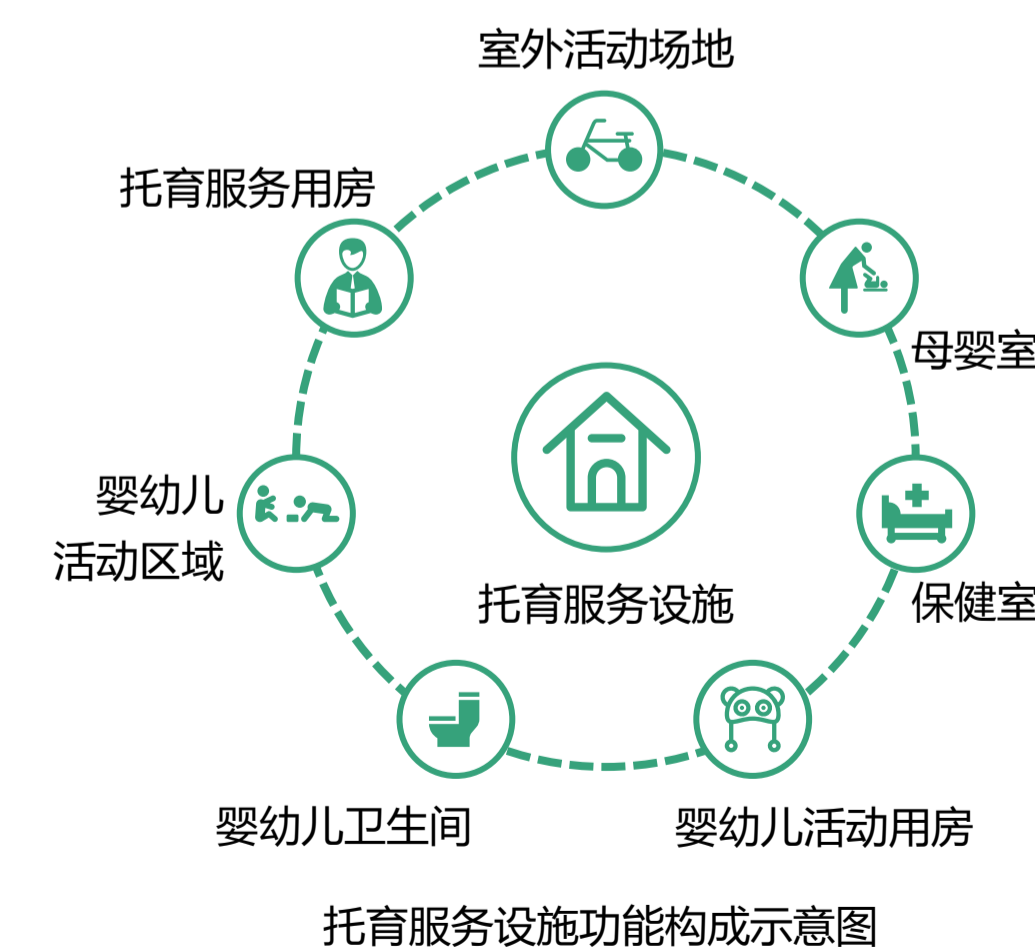 室外活动场地
托育服务用房
母婴室
婴幼儿
活动区域
保健室
托育服务设施
婴幼儿卫生间
婴幼儿活动用房
托育服务设施功能构成示意图